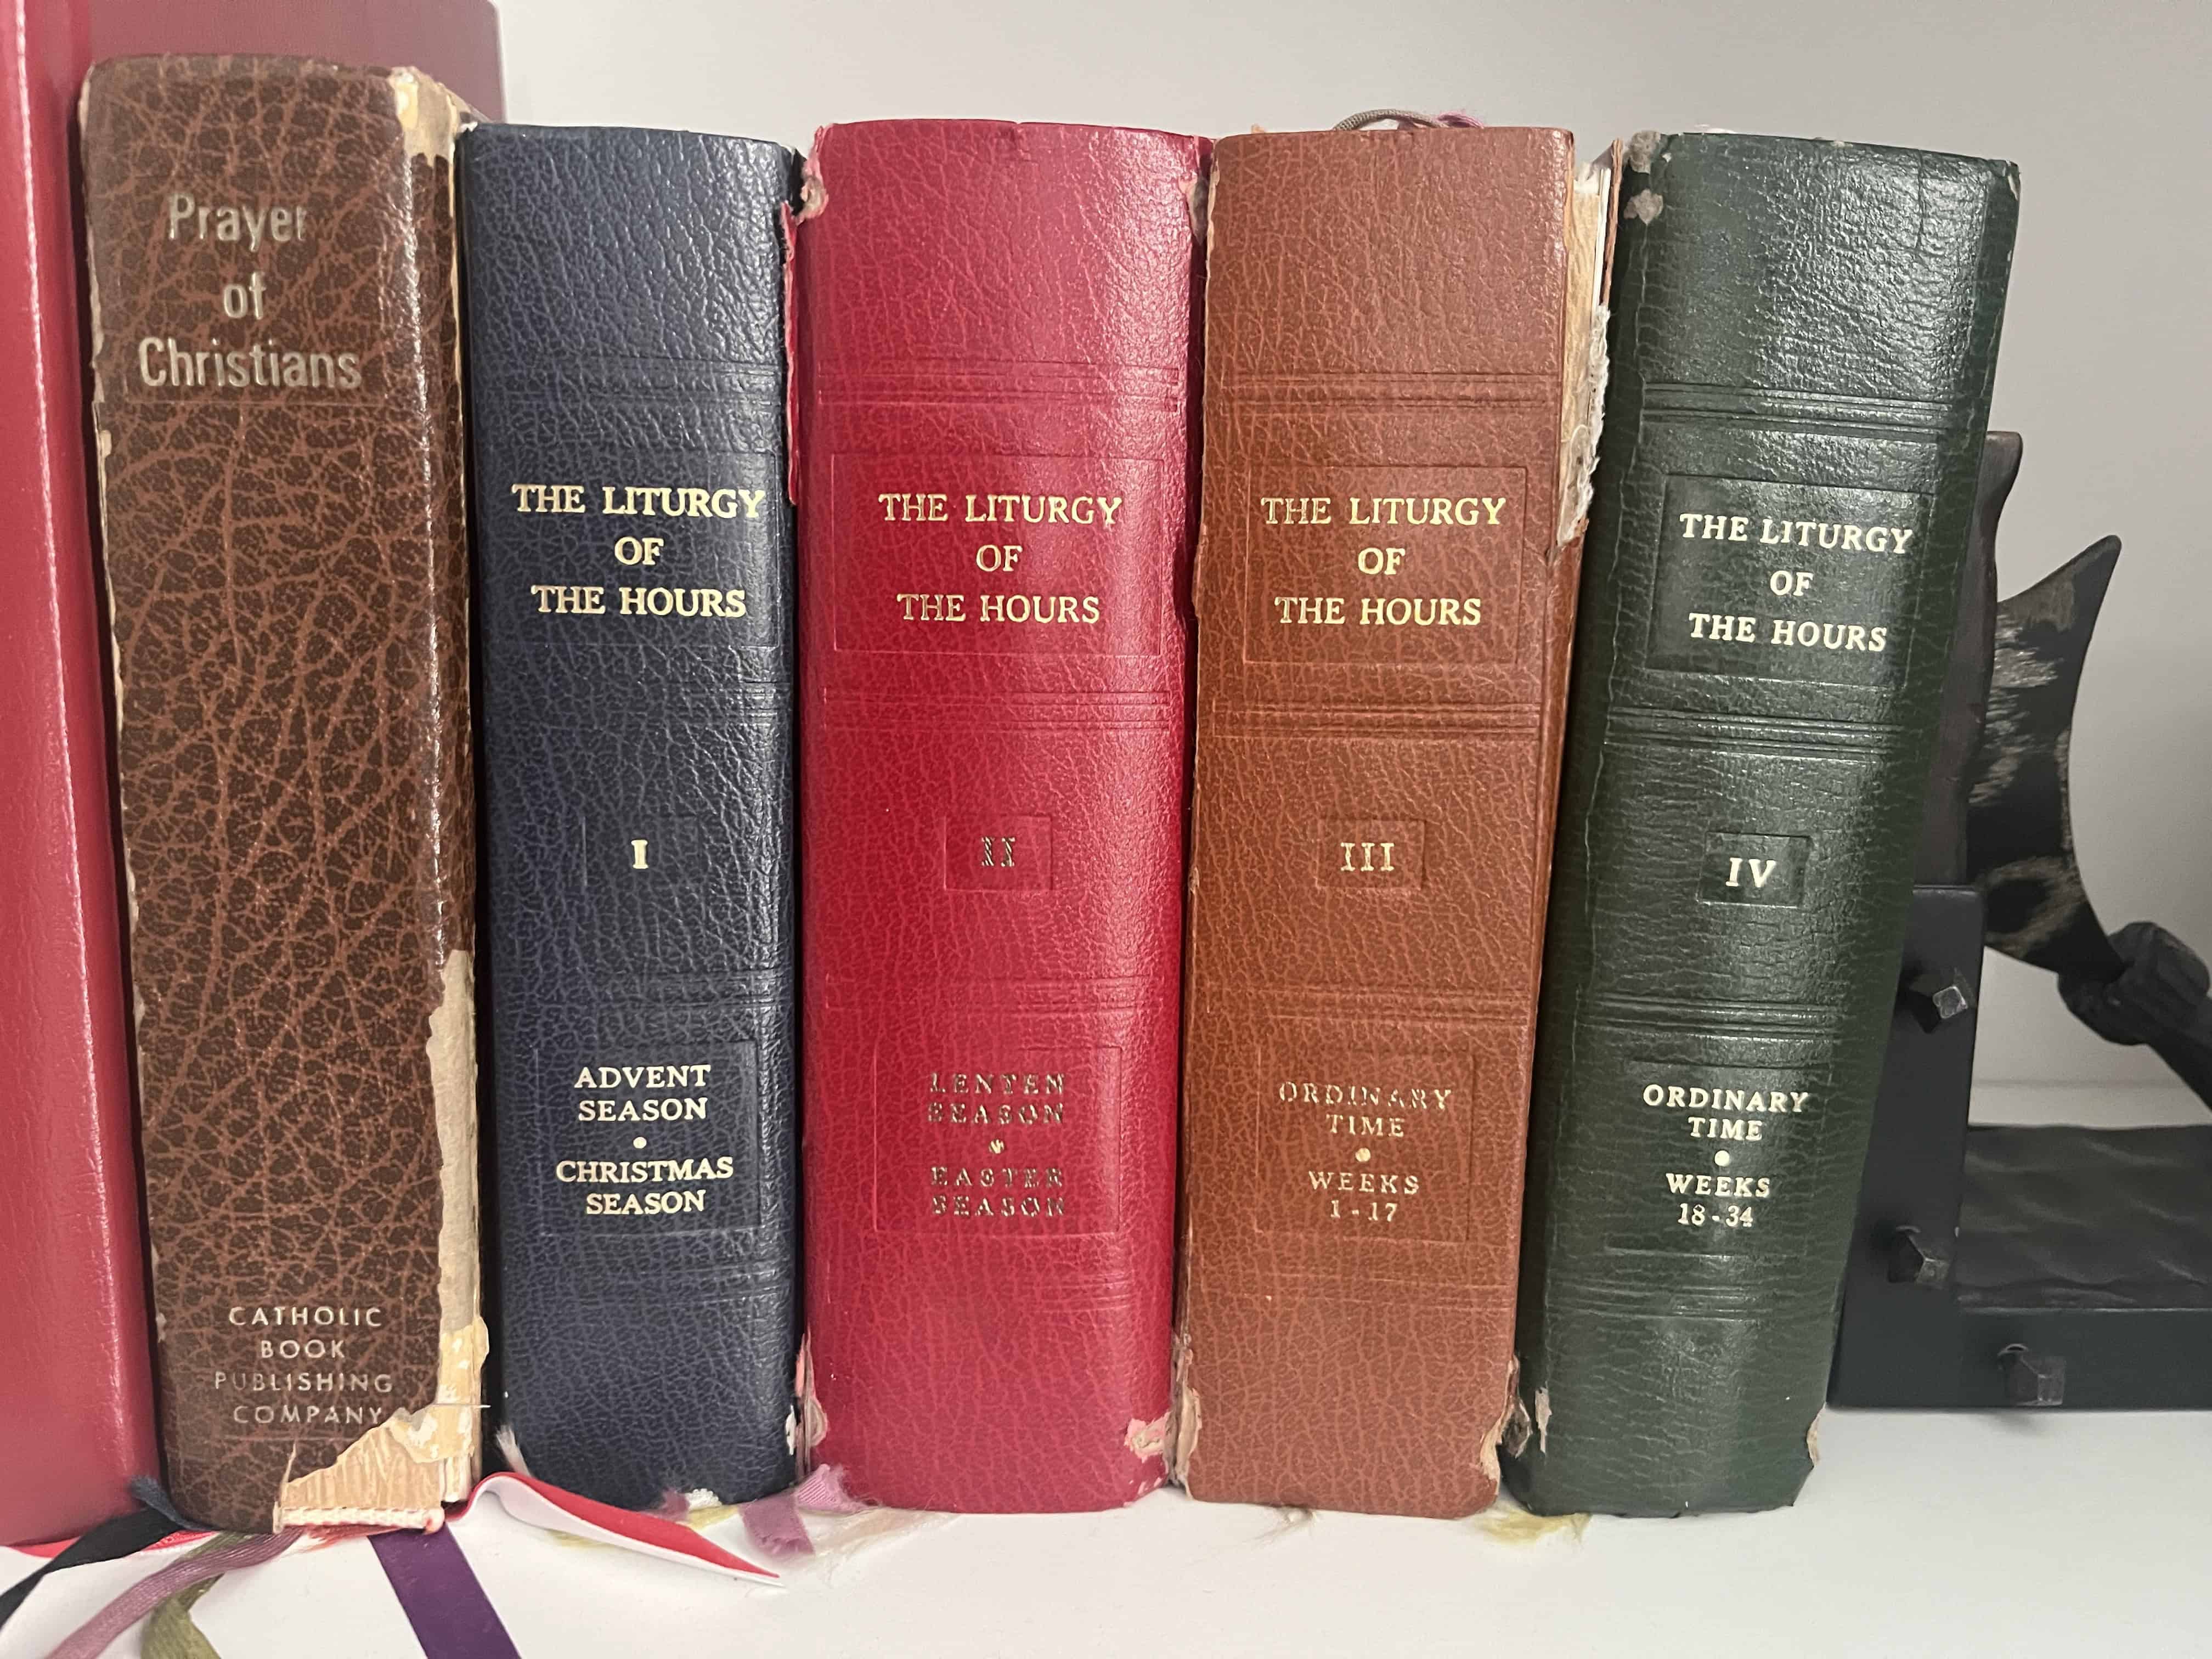 Prayer
of
Christians
CATHOLIC
BOOK
PUBLISHING
COMPANY
THE LITURGY
OF
THE HOURS
I
ADVENT
SEASON
•
CHRISTMAS
SEASON
THE LITURGY
OF
THE HOURS
II
LENTEN
SEASON
•
EASTER
SEASON
THE LITURGY
OF
THE HOURS
III
ORDINARY
TIME
•
WEEKS
1-17
THE LITURGY
OF
THE HOURS
IV
ORDINARY
TIME
•
WEEKS
18-34